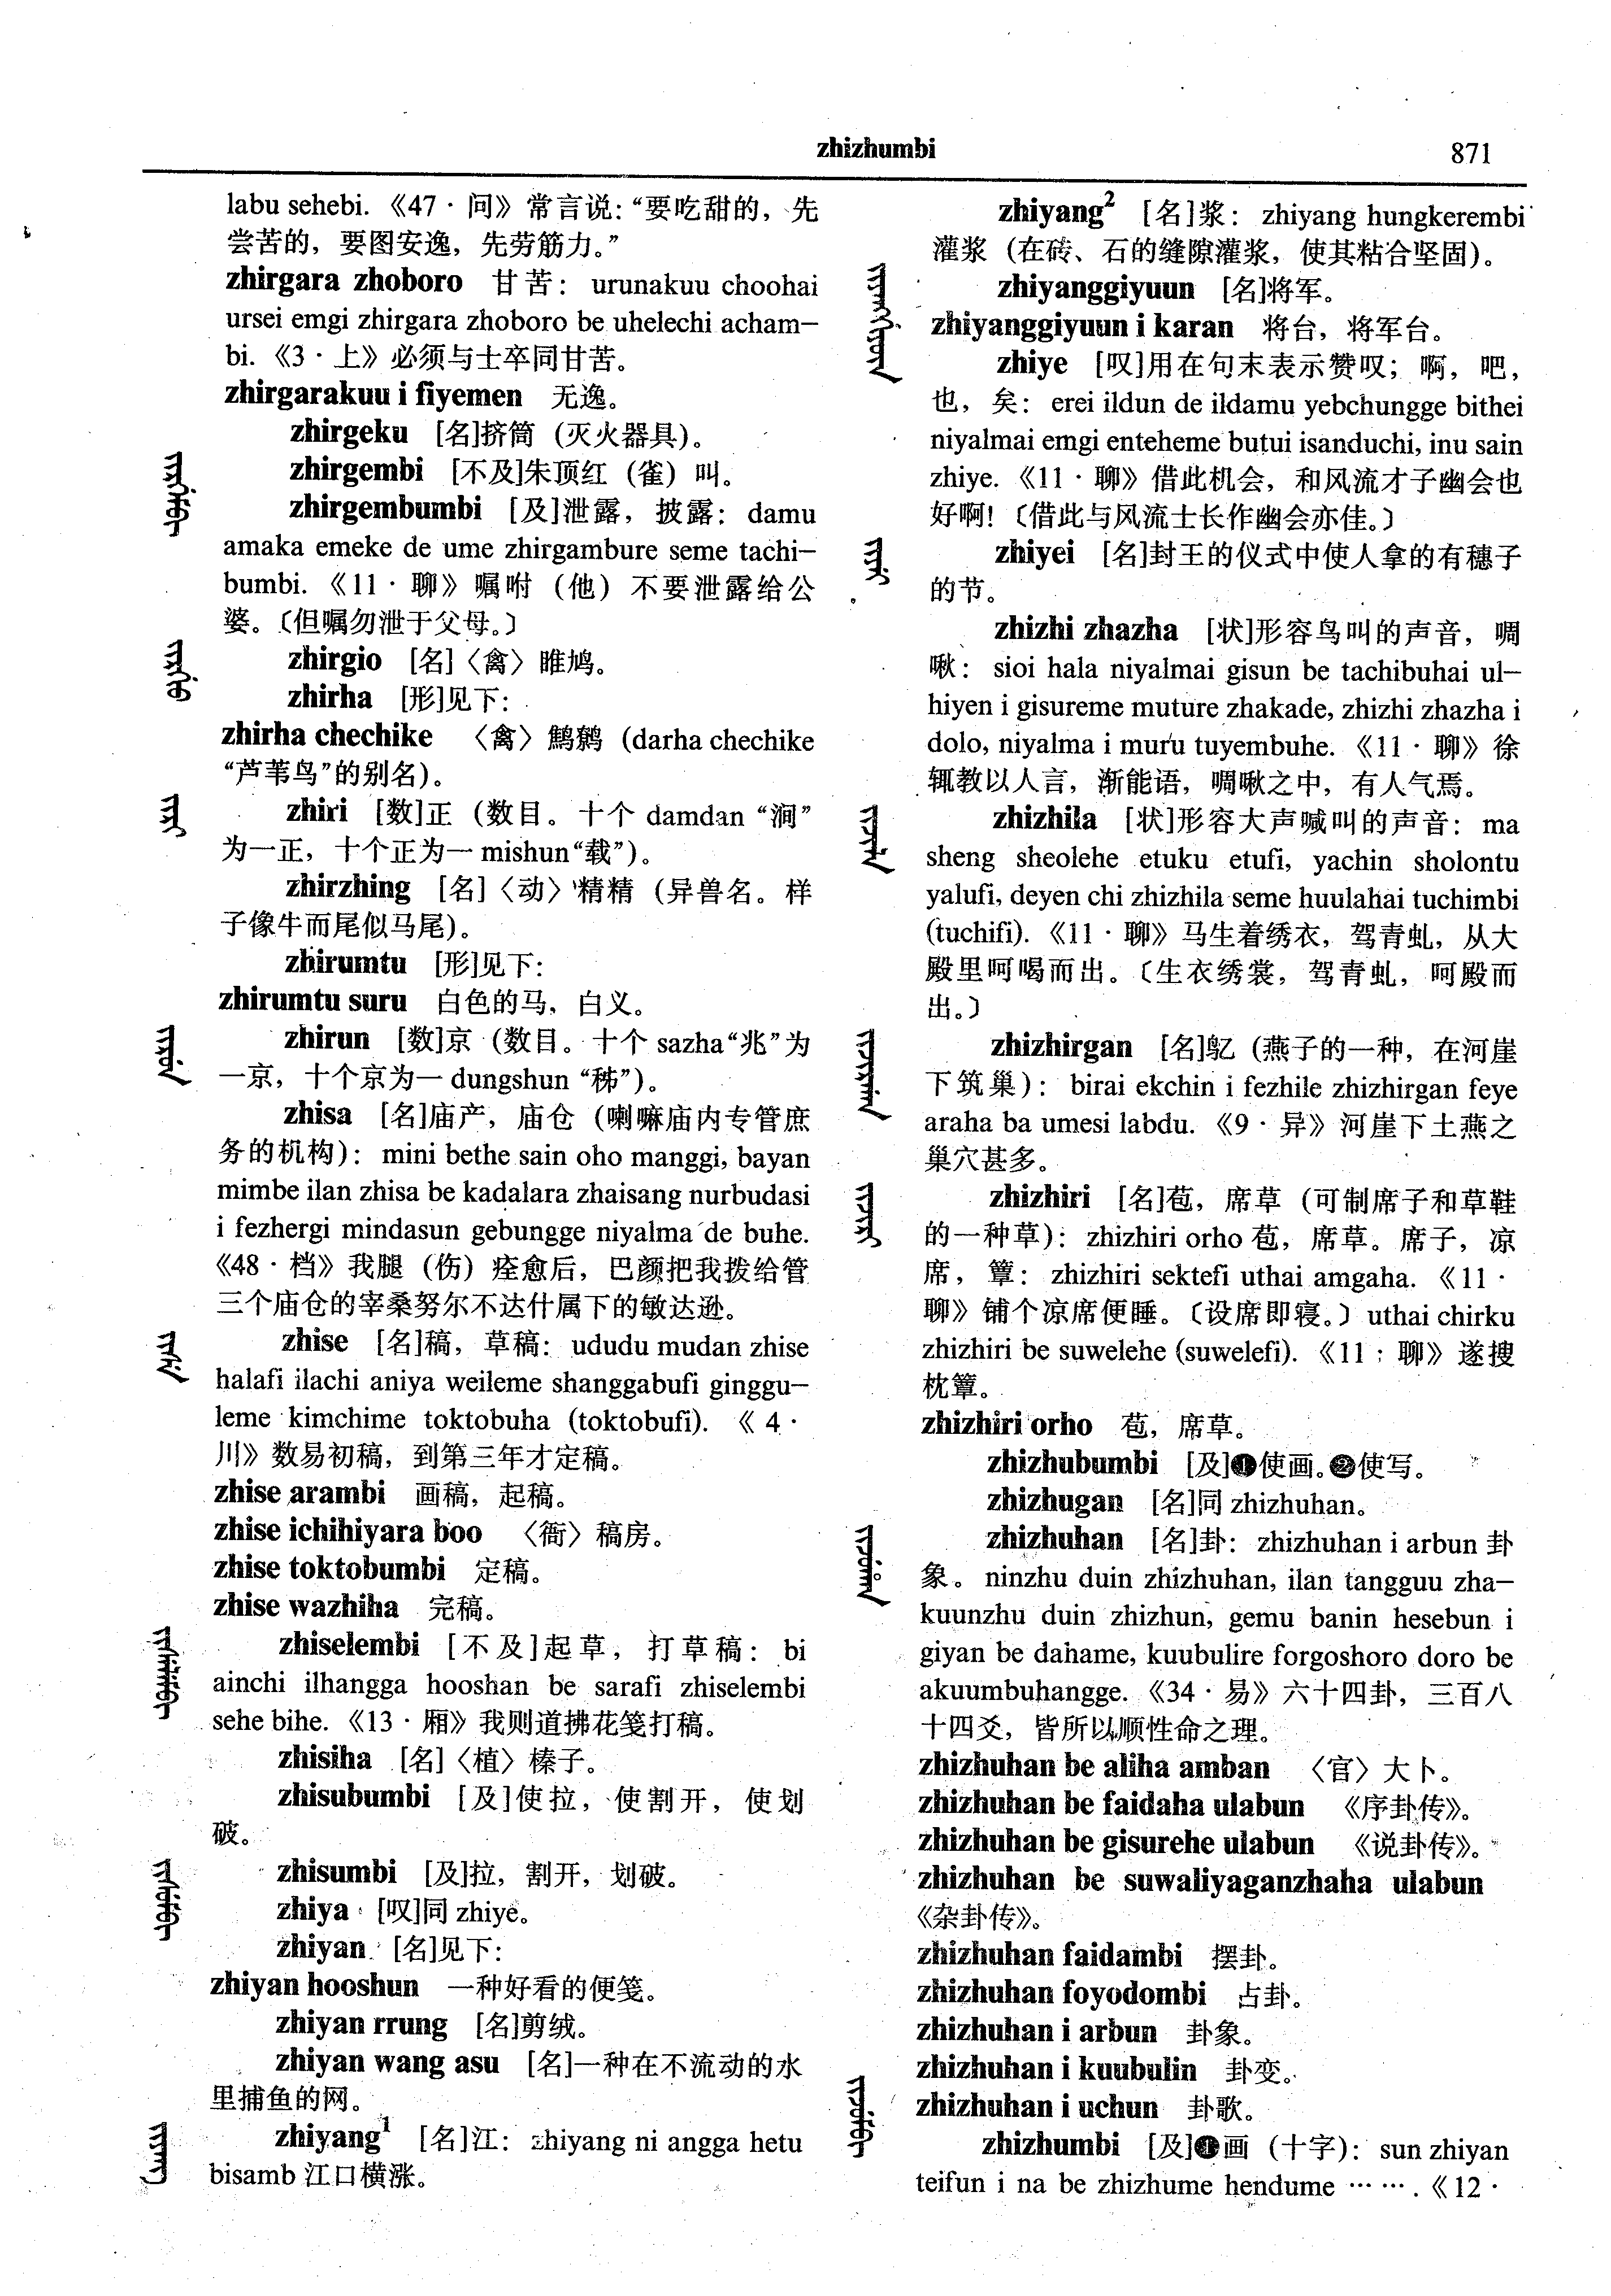 zhizhumbi
871
labu sehebi. 《47 · 问》常言说:“要吃甜的, 先
尝苦的, 要图安逸, 先劳筋力。”
zhirgara zhoboro 甘苦: urunakuu choohai
ursei emgi zhirgara zhoboro be uhelechi acham–
bi. 《3 · 上》必须与士卒同甘苦。
zhirgarakuu i fiyemen 无逸。
zhirgeku [名]挤筒 (灭火器具)。
zhirgembi [不及]朱顶红 (雀) 叫。
zhirgembumbi [及]泄露, 披露: damu
amaka emeke de ume zhirgambure seme tachi–
bumbi. 《11 · 聊》嘱咐 (他) 不要泄露给公
婆。〔但嘱勿泄于父母。〕
zhirgio [名]〈禽〉睢鸠。
zhirha [形]见下:
zhirha chechike 〈禽〉鹪鹩 (darha chechike
“芦苇鸟”的别名)。
zhiri [数]正 (数目。十个 damdan “涧”
为一正, 十个正为一 mishun“载”)。
zhirzhing [名]〈动〉精精 (异兽名。样
子像牛而尾似马尾)。
zhirumtu [形]见下:
zhirumtu suru 白色的马, 白义。
zhirun [数]京 (数目。十个 sazha“兆”为
一京, 十个京为一 dungshun “秭”)。
zhisa [名]庙产, 庙仓 (喇嘛庙内专管庶
务的机构): mini bethe sain oho manggi, bayan
mimbe ilan zhisa be kadalara zhaisang nurbudasi
i fezhergi mindasun gebungge niyalma de buhe.
《48 · 档》我腿 (伤) 痊愈后, 巴颜把我拨给管
三个庙仓的宰桑努尔不达什属下的敏达逊。
zhise [名]稿, 草稿: ududu mudan zhise
halafi ilachi aniya weileme shanggabufi ginggu–
leme kimchime toktobuha (toktobufi). 《 4 ·
川》数易初稿, 到第三年才定稿。
zhise arambi 画稿, 起稿。
zhise ichihiyara boo 〈衙〉稿房。
zhise toktobumbi 定稿。
zhise wazhiha 完稿。
zhiselembi [不及]起草, 打草稿: bi
ainchi ilhangga hooshan be sarafi zhiselembi
sehe bihe. 《13 · 厢》我则道拂花笺打稿。
zhisiha [名]〈植〉榛子。
zhisubumbi [及]使拉, 使割开, 使划
破。
zhisumbi [及]拉, 割开, 划破。
zhiya [叹]同 zhiye。
zhiyan [名]见下:
zhiyan hooshun 一种好看的便笺。
zhiyan rrung [名]剪绒。
zhiyan wang asu [名]一种在不流动的水
里捕鱼的网。
zhiyang¹ [名]江: zhiyang ni angga hetu
bisamb 江口横涨。
zhiyang² [名]浆: zhiyang hungkerembi
灌浆 (在砖、石的缝隙灌浆, 使其粘合坚固)。
zhiyanggiyuun [名]将军。
zhiyanggiyuun i karan 将台, 将军台。
zhiye [叹]用在句末表示赞叹; 啊, 吧,
也, 矣: erei ildun de ildamu yebchungge bithei
niyalmai emgi enteheme butui isanduchi, inu sain
zhiye. 《11 · 聊》借此机会, 和风流才子幽会也
好啊!〔借此与风流士长作幽会亦佳。〕
zhiyei [名]封王的仪式中使人拿的有穗子
的节。
zhizhi zhazha [状]形容鸟叫的声音, 啁
啾: sioi hala niyalmai gisun be tachibuhai ul–
hiyen i gisureme muture zhakade, zhizhi zhazha i
dolo, niyalma i muru tuyembuhe. 《11 · 聊》徐
辄教以人言, 渐能语, 啁啾之中, 有人气焉。
zhizhila [状]形容大声喊叫的声音: ma
sheng sheolehe etuku etufi, yachin sholontu
yalufi, deyen chi zhizhila seme huulahai tuchimbi
(tuchifi). 《11 · 聊》马生着绣衣, 驾青虬, 从大
殿里呵喝而出。〔生衣绣裳, 驾青虬, 呵殿而
出。〕
zhizhirgan [名]鳦 (燕子的一种, 在河崖
下筑巢): birai ekchin i fezhile zhizhirgan feye
araha ba umesi labdu. 《9 · 异》河崖下土燕之
巢穴甚多。
zhizhiri [名]苞, 席草 (可制席子和草鞋
的一种草): zhizhiri orho 苞, 席草。席子, 凉
席, 簟: zhizhiri sektefi uthai amgaha. 《11 ·
聊》铺个凉席便睡。〔设席即寝。〕uthai chirku
zhizhiri be suwelehe (suwelefi). 《11 ; 聊》遂搜
枕簟。
zhizhiri orho 苞, 席草。
zhizhubumbi [及]❶使画。❷使写。
zhizhugan [名]同 zhizhuhan。
zhizhuhan [名]卦: zhizhuhan i arbun 卦
象。ninzhu duin zhizhuhan, ilan tangguu zha–
kuunzhu duin zhizhun, gemu banin hesebun i
giyan be dahame, kuubulire forgoshoro doro be
akuumbuhangge. 《34 · 易》六十四卦, 三百八
十四爻, 皆所以顺性命之理。
zhizhuhan be aliha amban 〈官〉大卜。
zhizhuhan be faidaha ulabun 《序卦传》。
zhizhuhan be gisurehe ulabun 《说卦传》。
zhizhuhan be suwaliyaganzhaha ulabun
《杂卦传》。
zhizhuhan faidambi 摆卦。
zhizhuhan foyodombi 占卦。
zhizhuhan i arbun 卦象。
zhizhuhan i kuubulin 卦变。
zhizhuhan i uchun 卦歌。
zhizhumbi [及]❶画 (十字): sun zhiyan
teifun i na be zhizhume hendume ⋯ ⋯ . 《12 ·